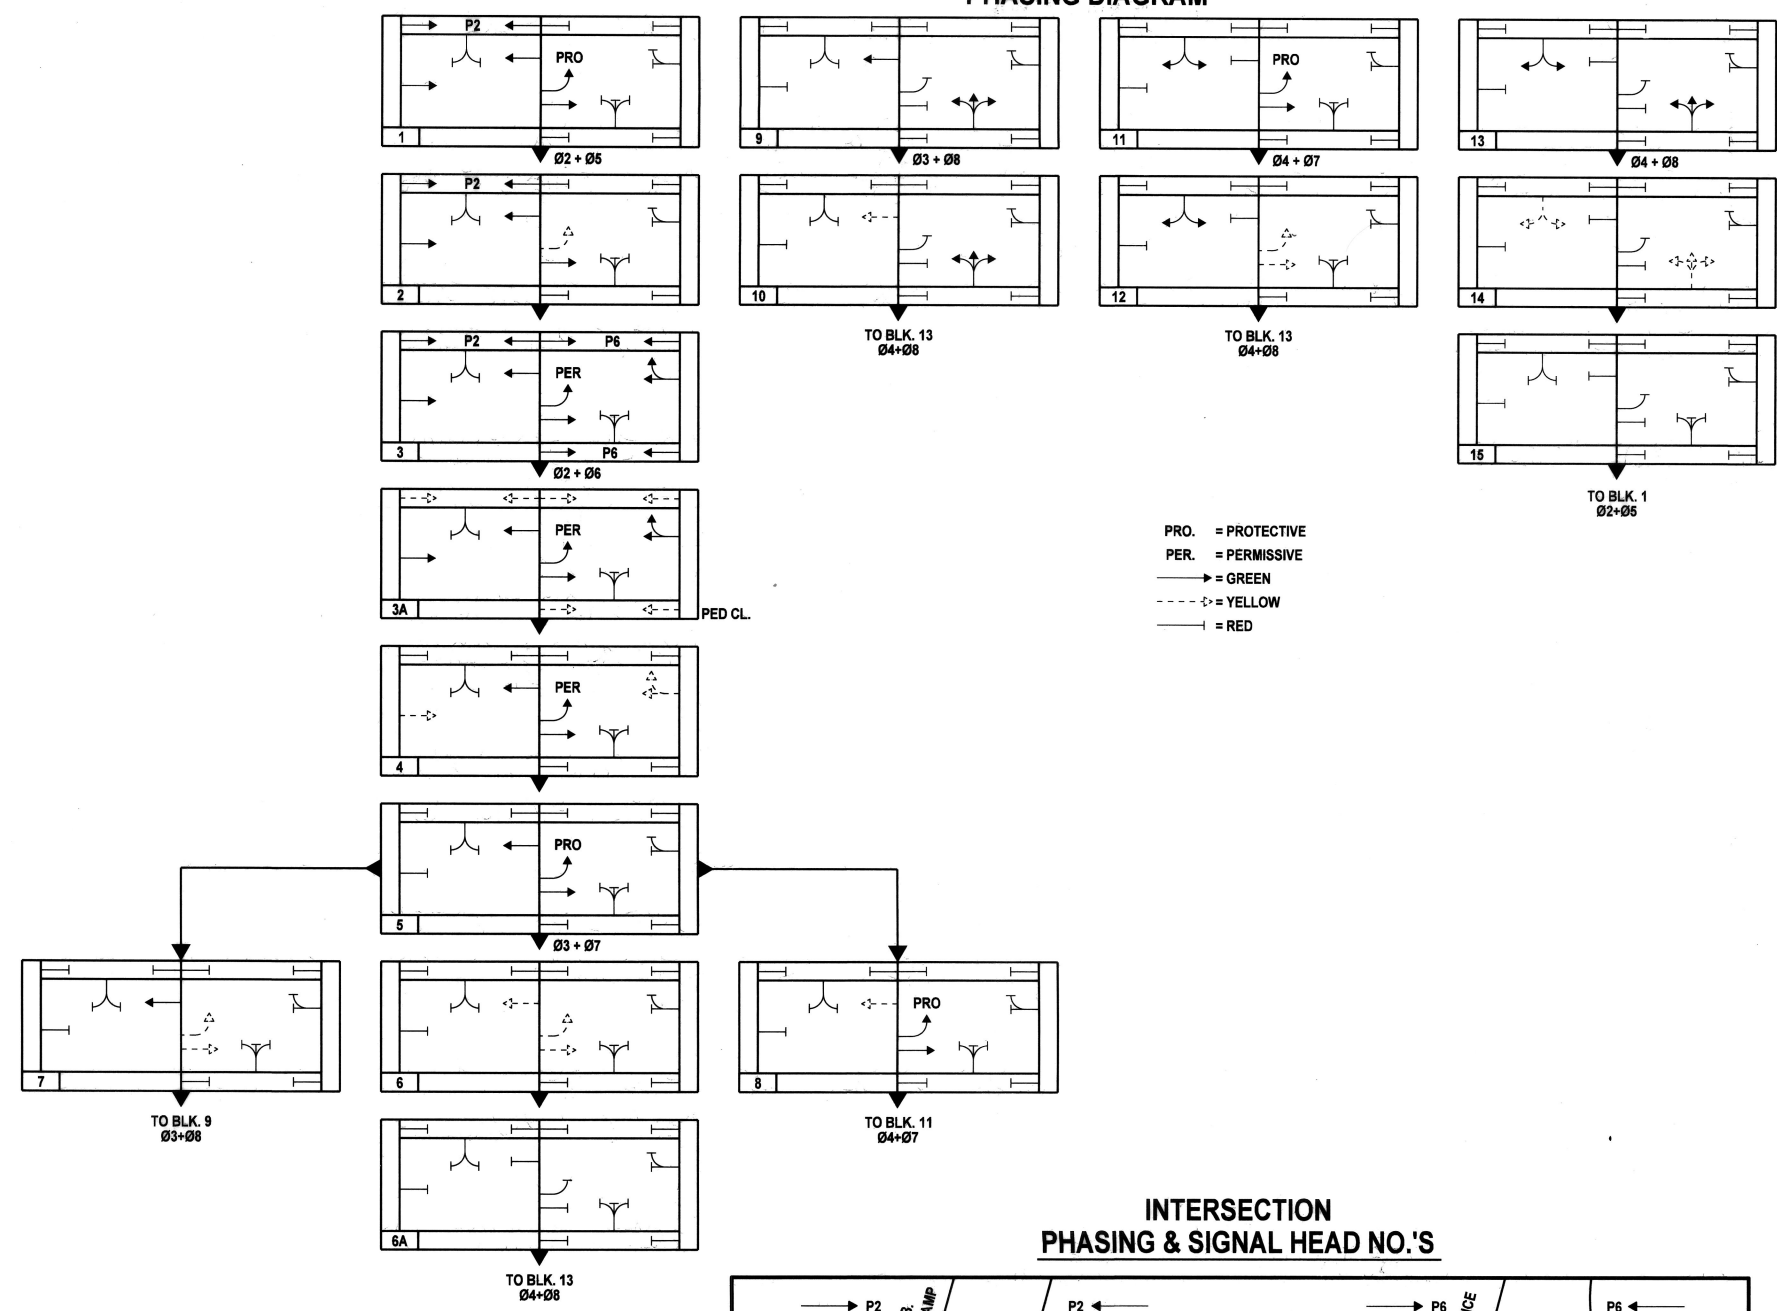 PHASING DIAGRAM
P2
PRO
1
Ø2 + Ø5
P2
2
P2
P6
PER
3
P6
Ø2 + Ø6
PER
3A
PED CL.
PER
4
PRO
5
Ø3 + Ø7
7
TO BLK. 9
Ø3+Ø8
6
PRO
8
TO BLK. 11
Ø4+Ø7
6A
TO BLK. 13
Ø4+Ø8
9
Ø3 + Ø8
10
TO BLK. 13
Ø4+Ø8
PRO
11
Ø4 + Ø7
12
TO BLK. 13
Ø4+Ø8
13
Ø4 + Ø8
14
15
TO BLK. 1
Ø2+Ø5
PRO. = PROTECTIVE
PER. = PERMISSIVE
= GREEN
= YELLOW
= RED
INTERSECTION
PHASING & SIGNAL HEAD NO.'S
P2
P2
P6
P6